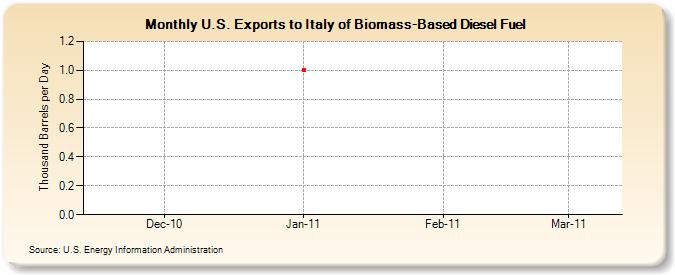 Monthly U.S. Exports to Italy of Biomass-Based Diesel Fuel
Thousand Barrels per Day
1.2
1.0
0.8
0.6
0.4
0.2
0.0
Dec-10 Jan-11 Feb-11 Mar-11
Source: U.S. Energy Information Administration